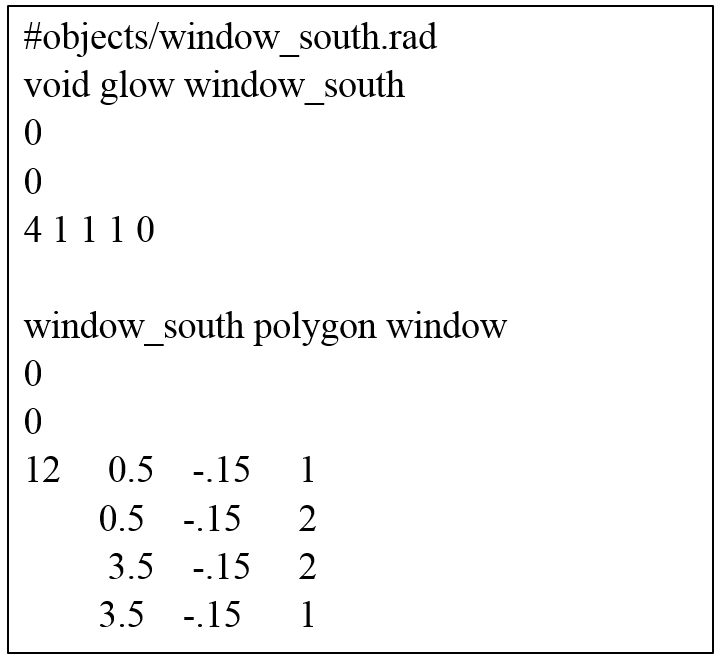 #objects/window_south.rad
void glow window_south
0
0
4 1 1 1 0
window_south polygon window
0
0
12 0.5 -.15 1
0.5 -.15 2
3.5 -.15 2
3.5 -.15 1